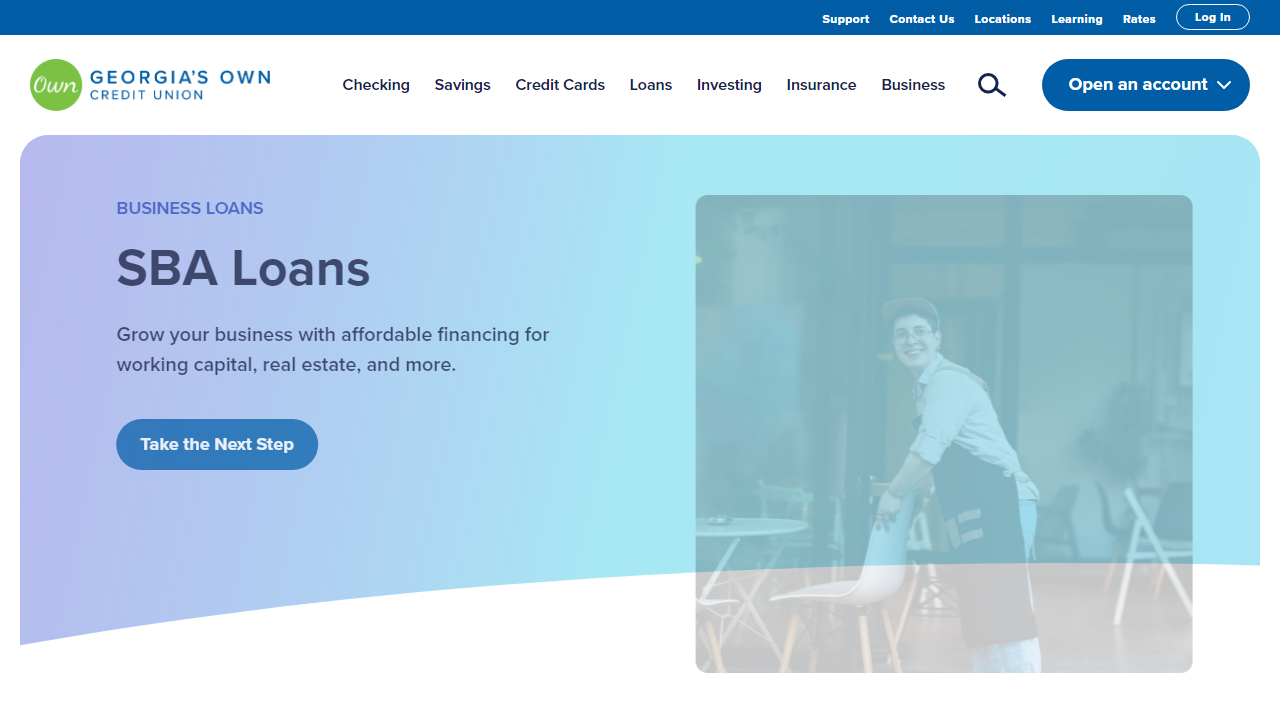 Support Contact Us Locations Learning Rates Log In
Own GEORGIA'S OWN
CREDIT UNION
Checking Savings Credit Cards Loans Investing Insurance Business Open an account
BUSINESS LOANS
SBA Loans
Grow your business with affordable financing for
working capital, real estate, and more.
Take the Next Step